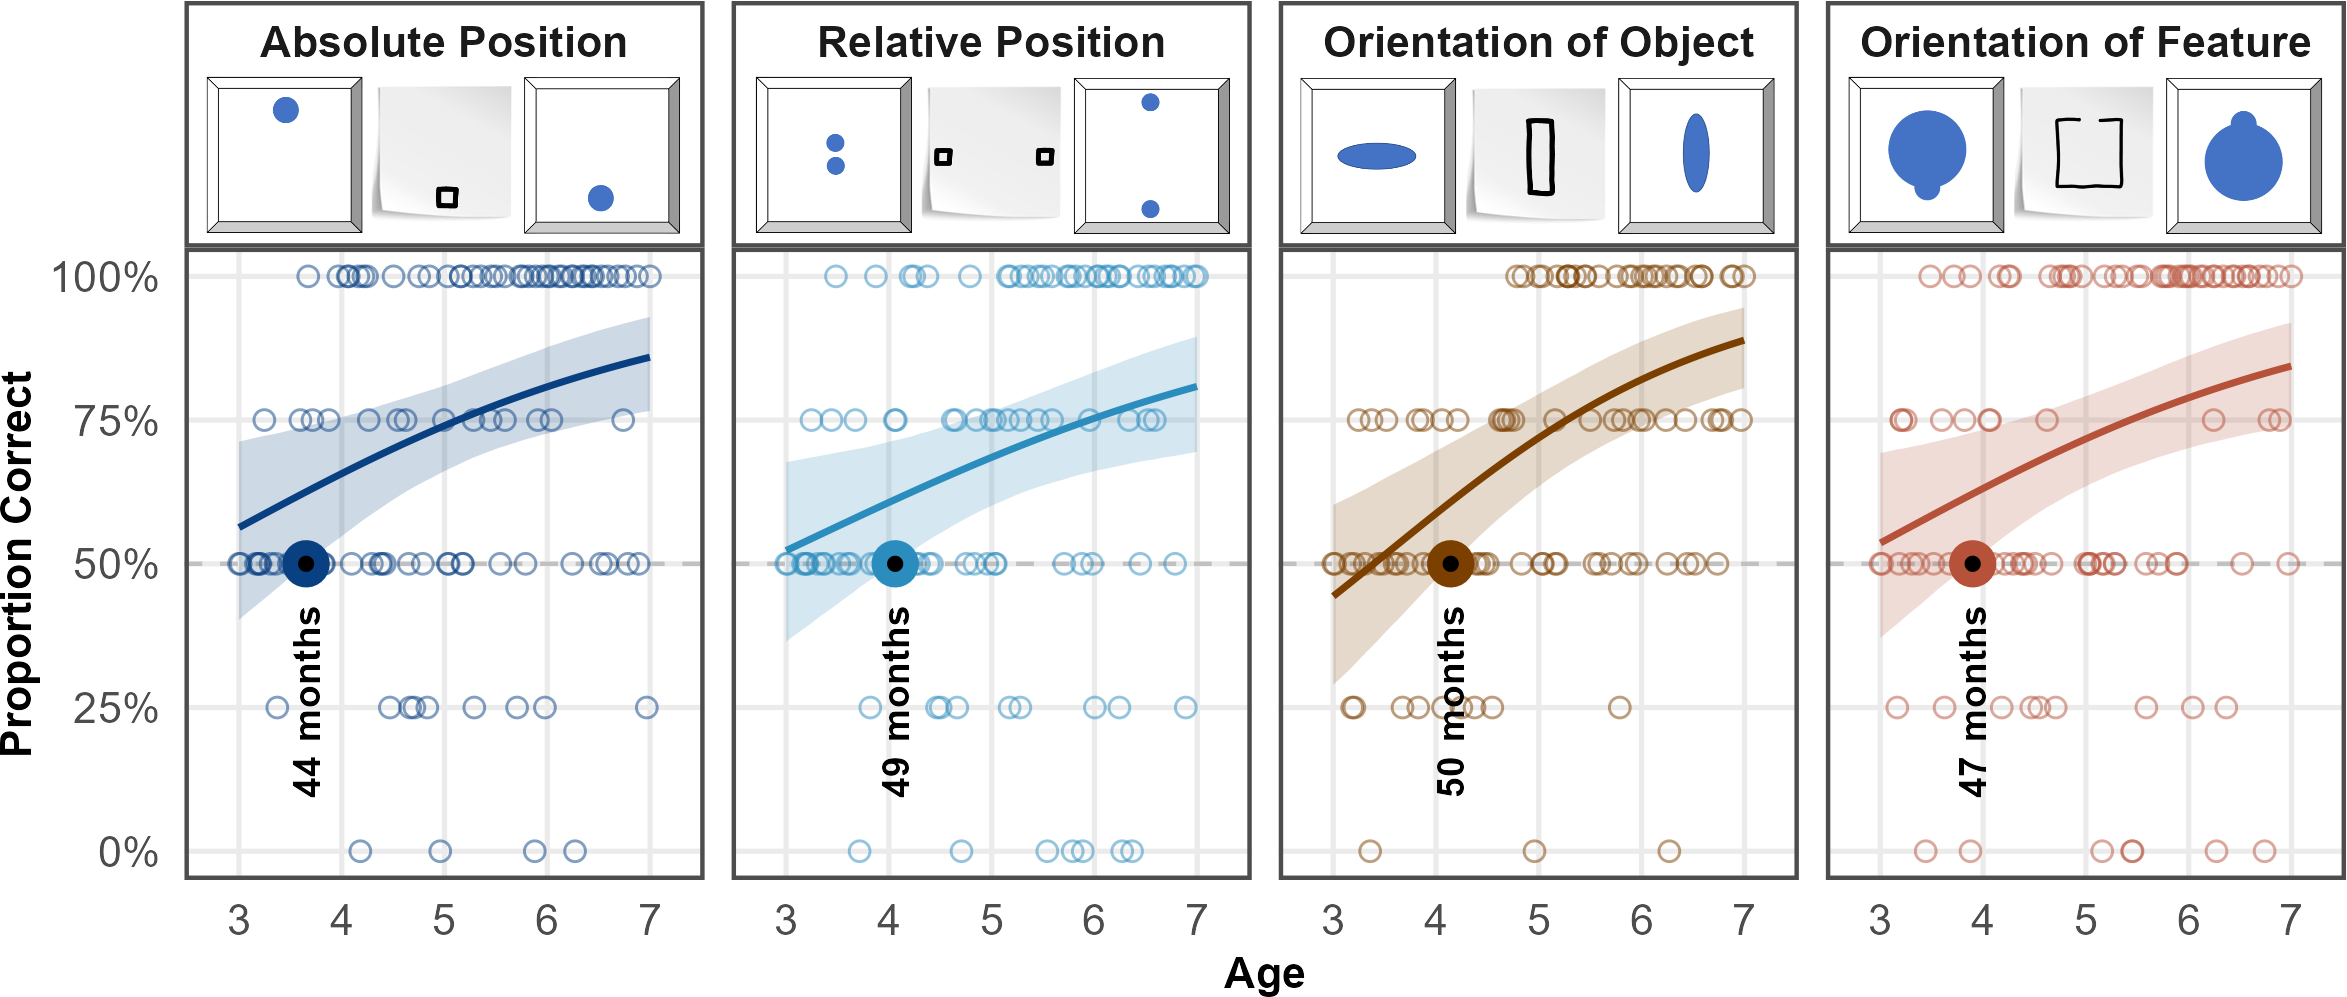 Absolute Position
Relative Position
Orientation of Object
Orientation of Feature
Proportion Correct
100%
75%
50%
25%
0%
44 months
49 months
50 months
47 months
3 4 5 6 7
3 4 5 6 7
3 4 5 6 7
3 4 5 6 7
Age